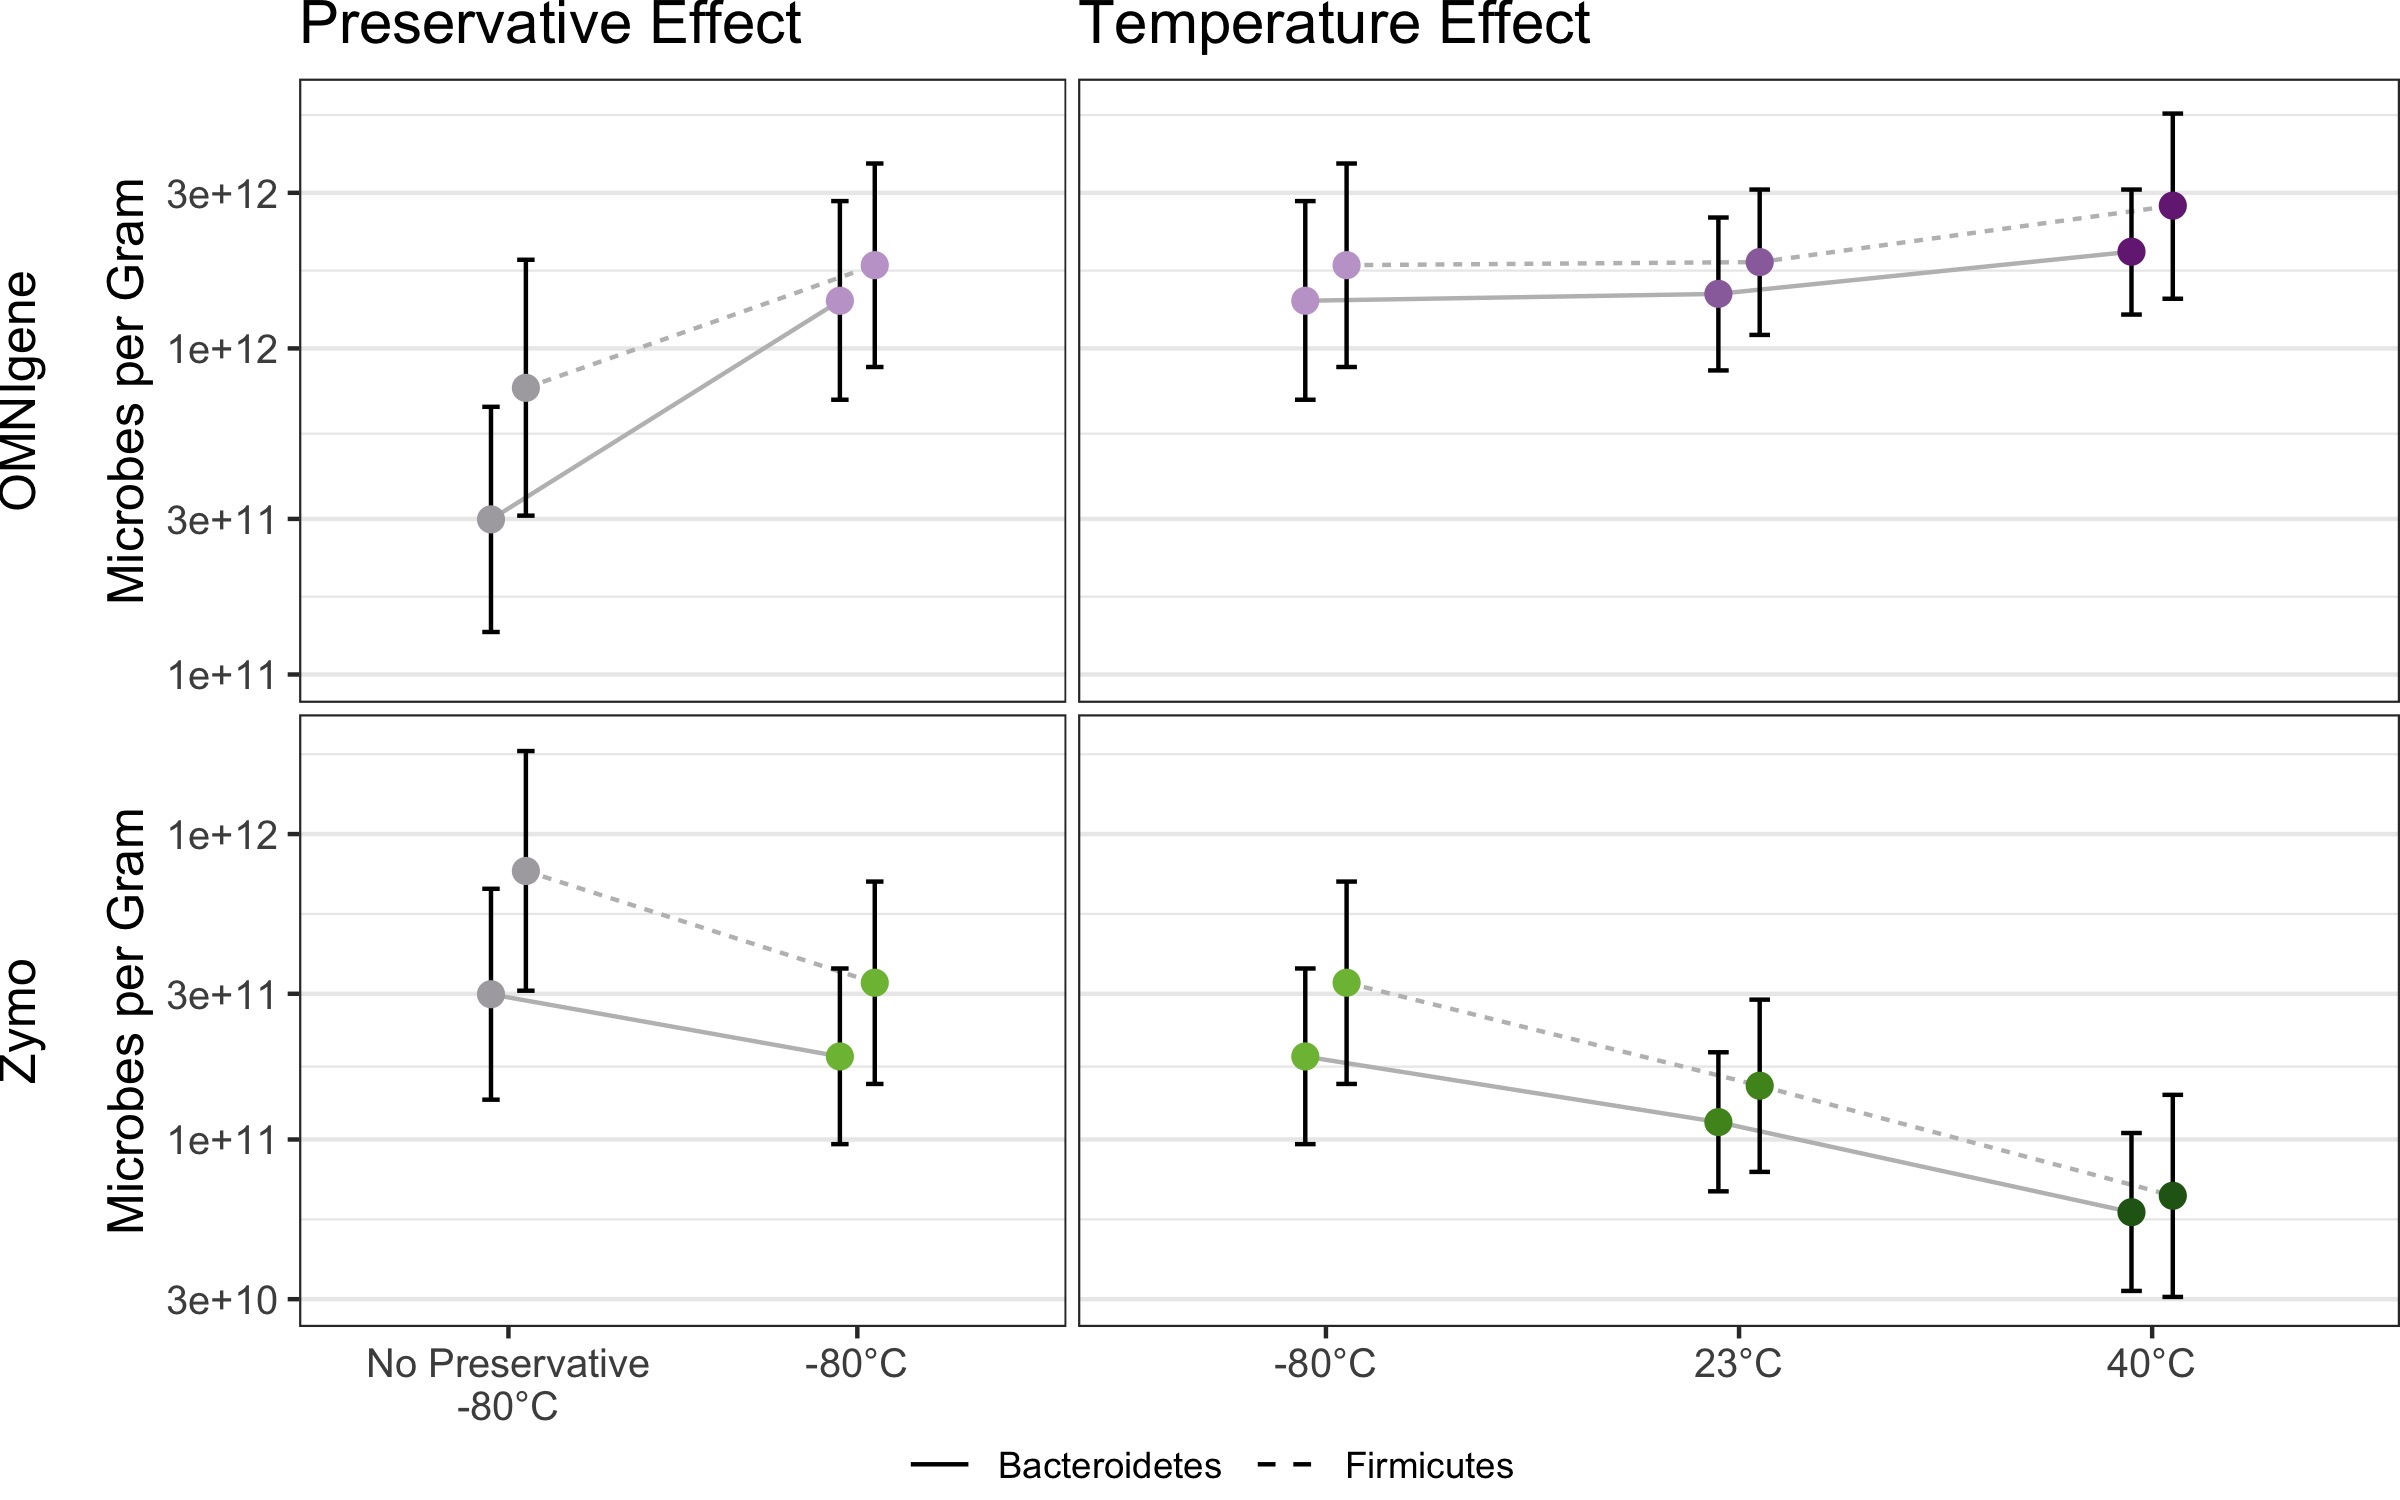 Preservative Effect
Temperature Effect
OMNIgene
Microbes per Gram
3e+12
1e+12
3e+11
1e+11
Zymo
Microbes per Gram
1e+12
3e+11
1e+11
3e+10
No Preservative
-80°C
-80°C
-80°C
23°C
40°C
Bacteroidetes
Firmicutes